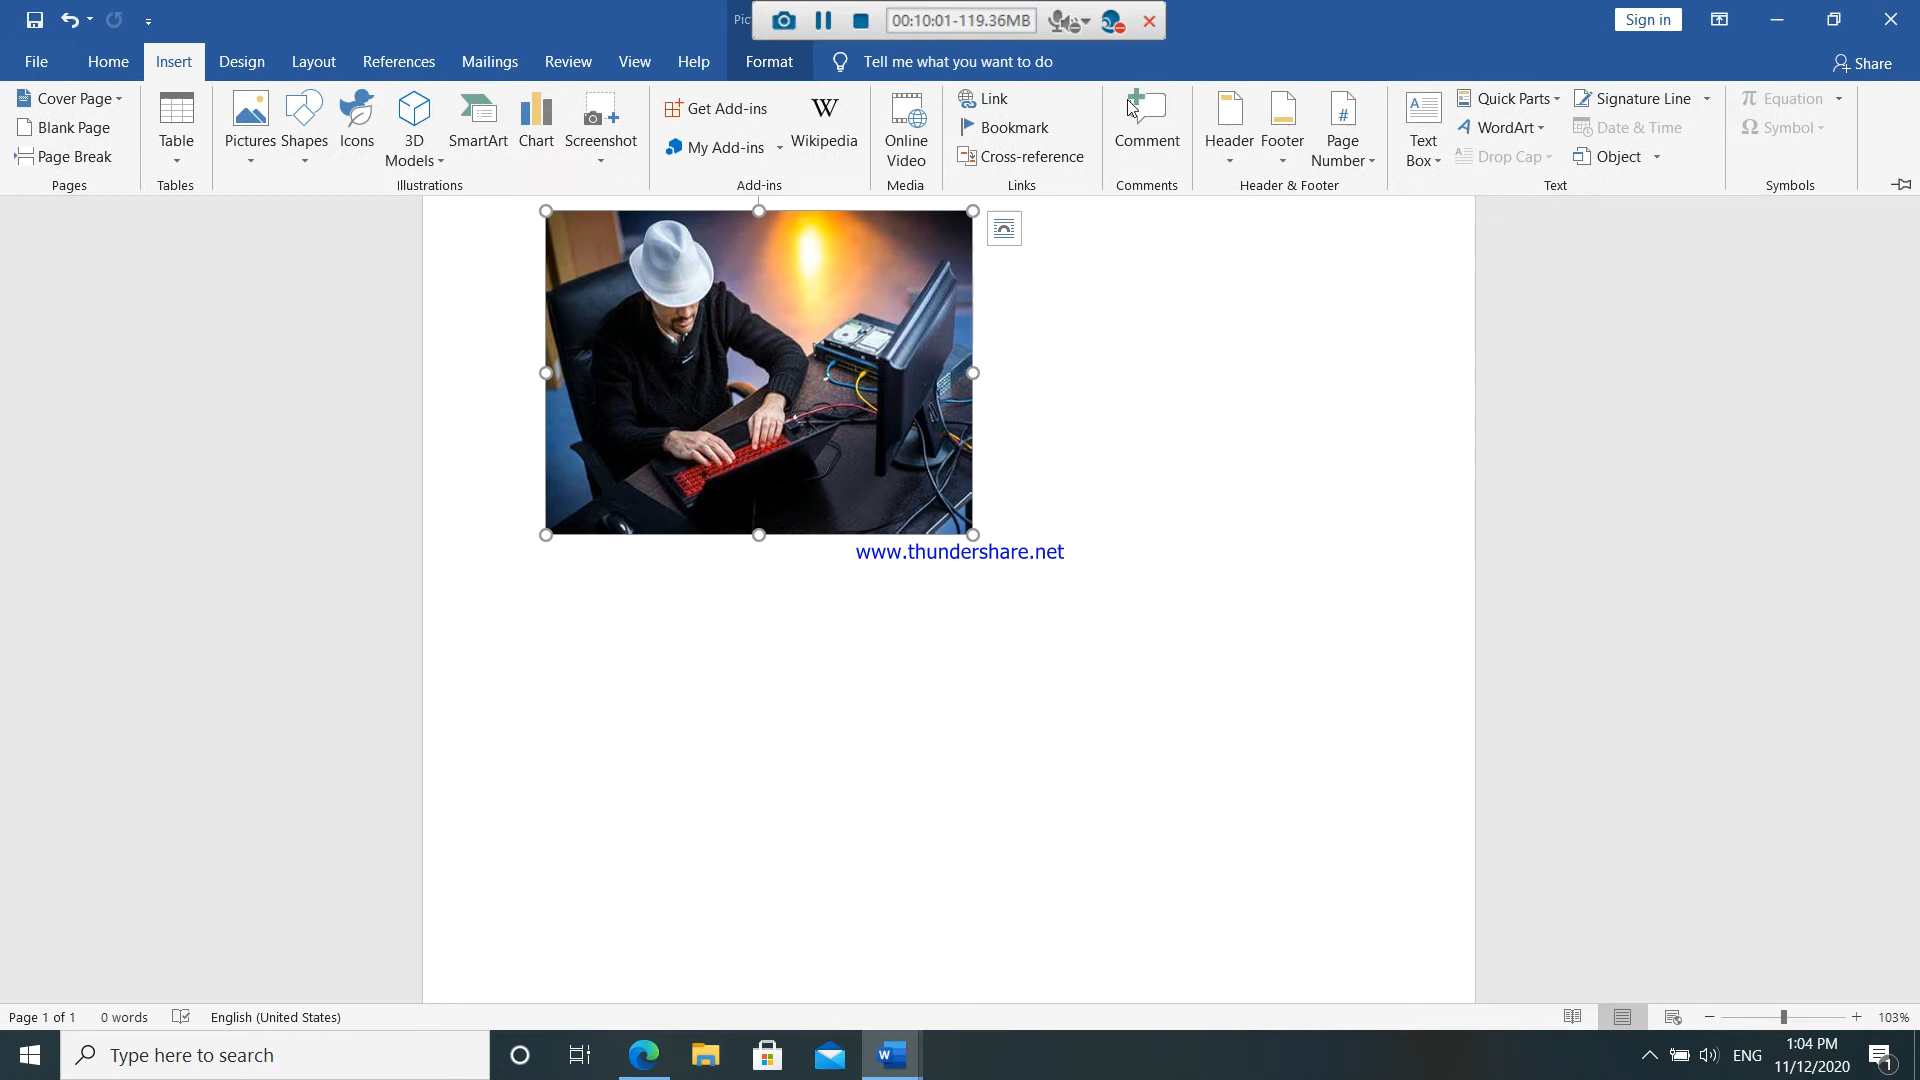 Pic
00:10:01-119.36MB
Sign in
File Home Insert Design Layout References Mailings Review View Help Format Tell me what you want to do
Share
Cover Page
Blank Page
Page Break
Pages
Table
Tables
Pictures Shapes Icons 3D Models SmartArt Chart Screenshot
Illustrations
Get Add-ins
My Add-ins
Wikipedia
Add-ins
Online Video
Media
Link
Bookmark
Cross-reference
Links
Comment
Comments
Header Footer Page Number
Header & Footer
Text Box
Quick Parts
WordArt
Drop Cap
Signature Line
Date & Time
Object
Text
Equation
Symbol
Symbols
www.thundershare.net
Page 1 of 1 0 words English (United States)
103%
Type here to search
ENG
1:04 PM
11/12/2020
1